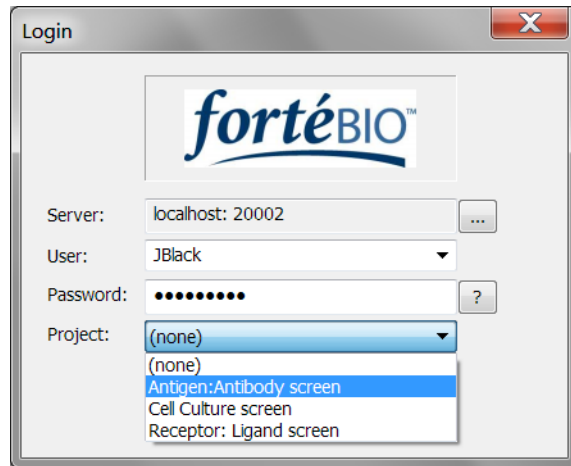 Login
fortéBIO™
Server: localhost: 20002 ...
User: JBlack
Password: ●●●●●●●●● ?
Project: (none)
(none)
Antigen:Antibody screen
Cell Culture screen
Receptor: Ligand screen